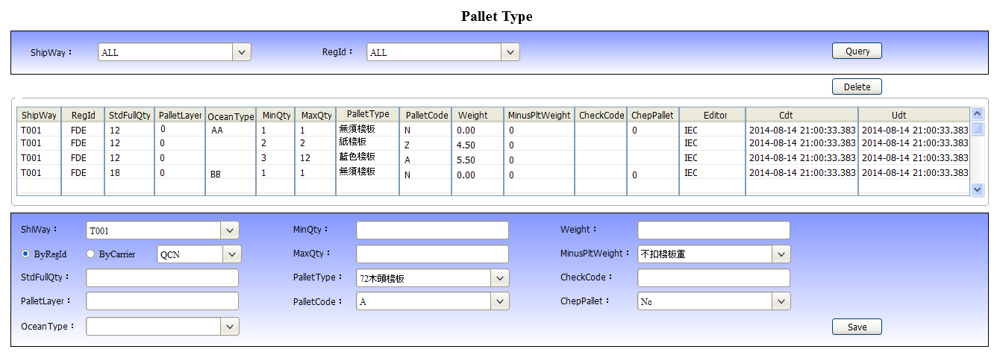 Pallet Type
ShipWay： ALL RegId： ALL Query
Delete
ShipWay RegId StdFullQty PalletLayer OceanType MinQty MaxQty PalletType PalletCode Weight MinusPltWeight CheckCode ChepPallet Editor Cdt Udt
T001 FDE 12 0 AA 1 1 無須棧板 N 0.00 0 0 IEC 2014-08-14 21:00:33.383 2014-08-14 21:00:33.383
T001 FDE 12 0 2 2 紙棧板 Z 4.50 0 IEC 2014-08-14 21:00:33.383 2014-08-14 21:00:33.383
T001 FDE 12 0 3 12 藍色棧板 A 5.50 0 IEC 2014-08-14 21:00:33.383 2014-08-14 21:00:33.383
T001 FDE 18 0 BB 1 1 無須棧板 N 0.00 0 0 IEC 2014-08-14 21:00:33.383 2014-08-14 21:00:33.383
ShiWay： T001 MinQty： Weight：
ByRegId ByCarrier QCN MaxQty： MinusPltWeight： 不扣棧板重
StdFullQty： PalletType： 72木頭棧板 CheckCode：
PalletLayer： PalletCode： A ChepPallet： No
OceanType： Save